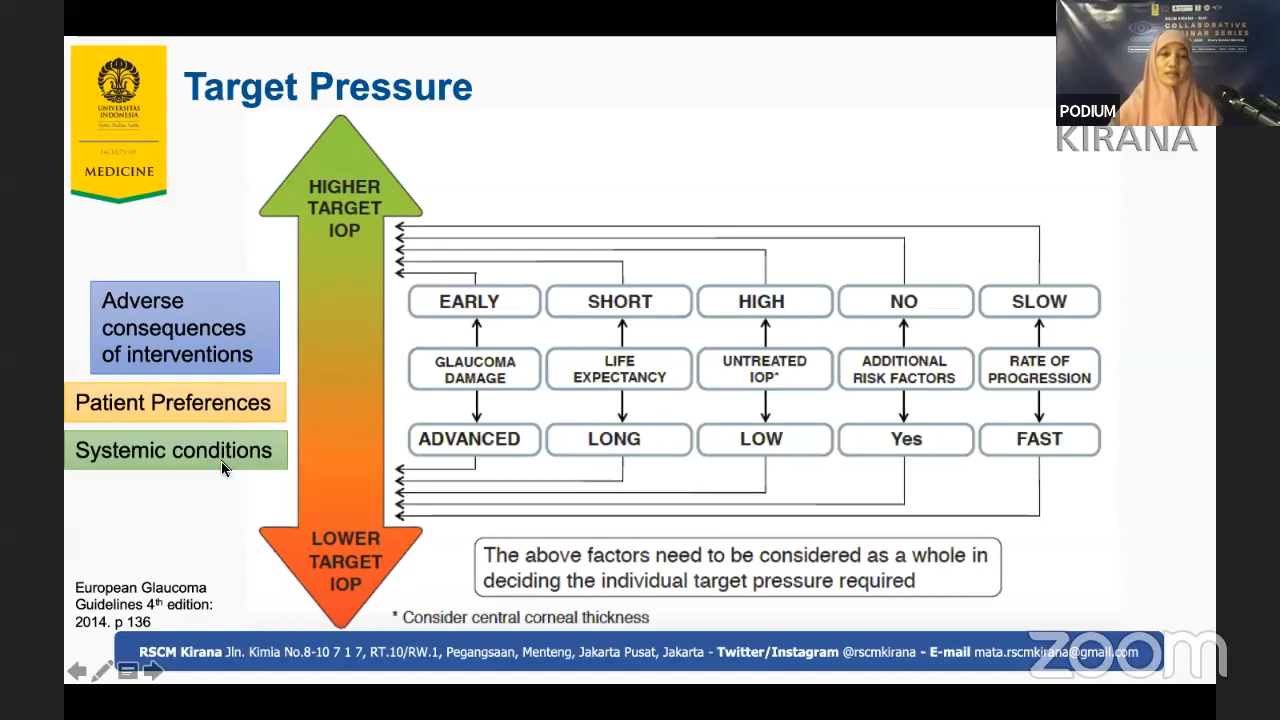 Target Pressure
UNIVERSITAS
INDONESIA
FACULTY OF
MEDICINE
RSCM KIRANA
COLLABORATIVE
SERIES
PODIUM
KIRANA
HIGHER
TARGET
IOP
Adverse
consequences
of interventions
Patient Preferences
Systemic conditions
EARLY
SHORT
HIGH
NO
SLOW
GLAUCOMA
DAMAGE
LIFE
EXPECTANCY
UNTREATED
IOP*
ADDITIONAL
RISK FACTORS
RATE OF
PROGRESSION
ADVANCED
LONG
LOW
Yes
FAST
LOWER
TARGET
IOP
The above factors need to be considered as a whole in
deciding the individual target pressure required
* Consider central corneal thickness
European Glaucoma
Guidelines 4th edition:
2014. p 136
RSCM Kirana Jln. Kimia No.8-10 7 1 7, RT.10/RW.1, Pegangsaan, Menteng, Jakarta Pusat, Jakarta - Twitter/Instagram @rscmkirana - E-mail mata.rscmkirana@gmail.com
zoom